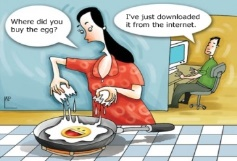 Where did you
buy the egg?
I've just downloaded
it from the internet.